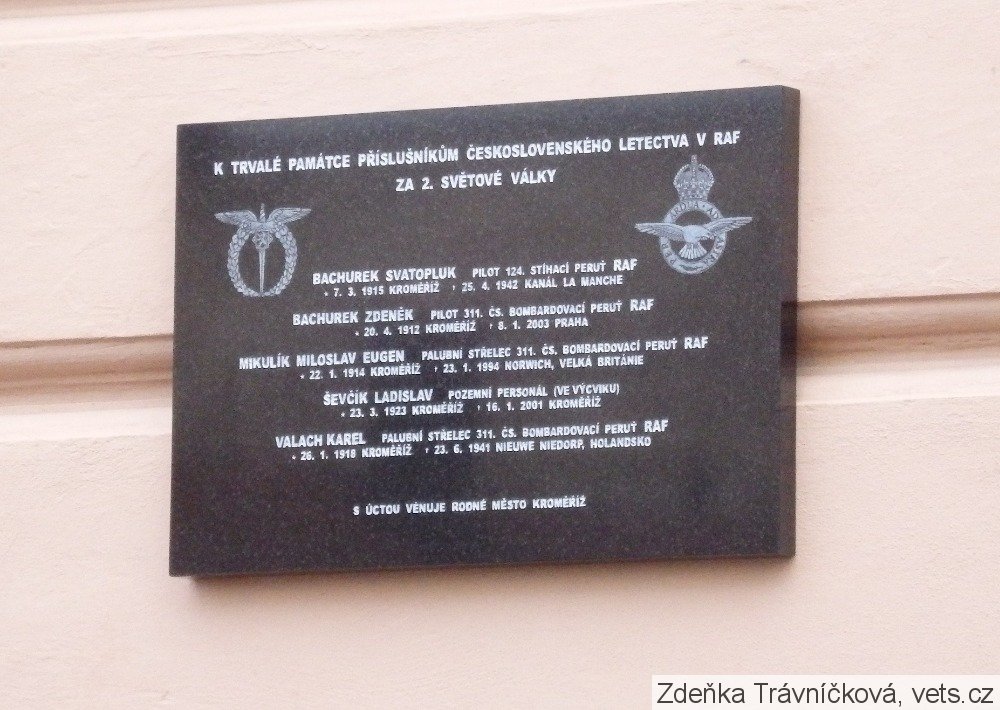 K TRVALÉ PAMÁTCE PŘÍSLUŠNÍKŮM ČESKOSLOVENSKÉHO LETECTVA V RAF
ZA 2. SVĚTOVÉ VÁLKY
BACHUREK SVATOPLUK PILOT 124. STÍHACÍ PERUŤ RAF
* 7. 3. 1915 KROMĚŘÍŽ † 25. 4. 1942 KANÁL LA MANCHE
BACHUREK ZDENĚK PILOT 311. ČS. BOMBARDOVACÍ PERUŤ RAF
* 20. 4. 1912 KROMĚŘÍŽ † 8. 1. 2003 PRAHA
MIKULÍK MILOSLAV EUGEN PALUBNÍ STŘELEC 311. ČS. BOMBARDOVACÍ PERUŤ RAF
* 22. 1. 1914 KROMĚŘÍŽ † 23. 1. 1994 NORWICH, VELKÁ BRITÁNIE
ŠEVČÍK LADISLAV POZEMNÍ PERSONÁL (VE VÝCVIKU)
* 23. 3. 1923 KROMĚŘÍŽ † 16. 1. 2001 KROMĚŘÍŽ
VALACH KAREL PALUBNÍ STŘELEC 311. ČS. BOMBARDOVACÍ PERUŤ RAF
* 26. 1. 1918 KROMĚŘÍŽ † 23. 6. 1941 NIEUWE NIEDORP, HOLANDSKO
S ÚCTOU VĚNUJE RODNÉ MĚSTO KROMĚŘÍŽ
Zdeňka Trávníčková, vets.cz